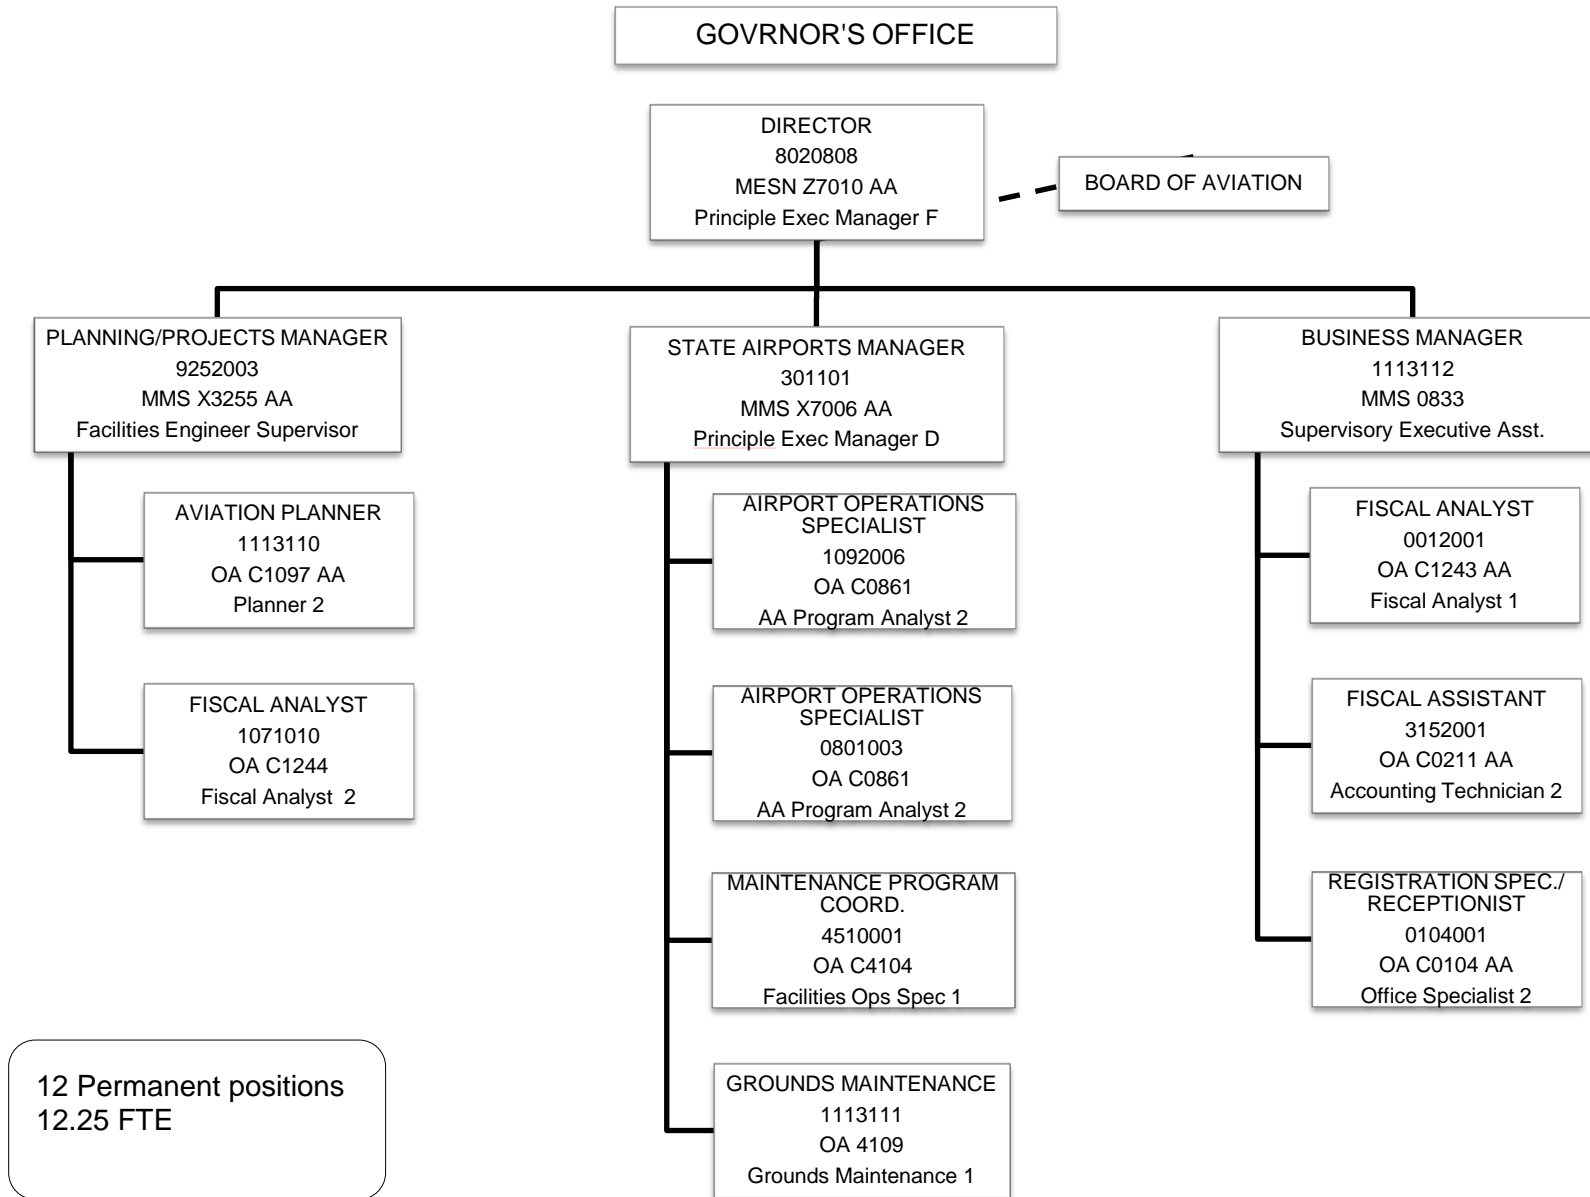 GOVRNOR'S OFFICE
DIRECTOR
8020808
MESN Z7010 AA
Principle Exec Manager F
BOARD OF AVIATION
PLANNING/PROJECTS MANAGER
9252003
MMS X3255 AA
Facilities Engineer Supervisor
STATE AIRPORTS MANAGER
301101
MMS X7006 AA
Principle Exec Manager D
BUSINESS MANAGER
1113112
MMS 0833
Supervisory Executive Asst.
AVIATION PLANNER
1113110
OA C1097 AA
Planner 2
FISCAL ANALYST
1071010
OA C1244
Fiscal Analyst  2
AIRPORT OPERATIONS
SPECIALIST
1092006
OA C0861
AA Program Analyst 2
AIRPORT OPERATIONS
SPECIALIST
0801003
OA C0861
AA Program Analyst 2
MAINTENANCE PROGRAM
COORD.
4510001
OA C4104
Facilities Ops Spec 1
GROUNDS MAINTENANCE
1113111
OA 4109
Grounds Maintenance 1
FISCAL ANALYST
0012001
OA C1243 AA
Fiscal Analyst 1
FISCAL ASSISTANT
3152001
OA C0211 AA
Accounting Technician 2
REGISTRATION SPEC./
RECEPTIONIST
0104001
OA C0104 AA
Office Specialist 2
12 Permanent positions
12.25 FTE